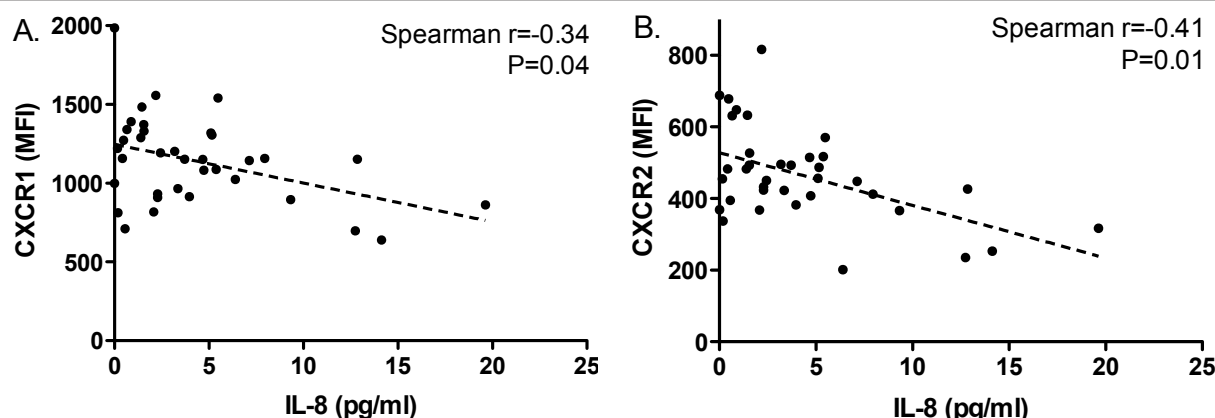 A.
Spearman r=-0.34
P=0.04
2000
1500
1000
500
0
CXCR1 (MFI)
0 5 10 15 20 25
IL-8 (pg/ml)
B.
Spearman r=-0.41
P=0.01
800
600
400
200
0
CXCR2 (MFI)
0 5 10 15 20 25
IL-8 (pg/ml)